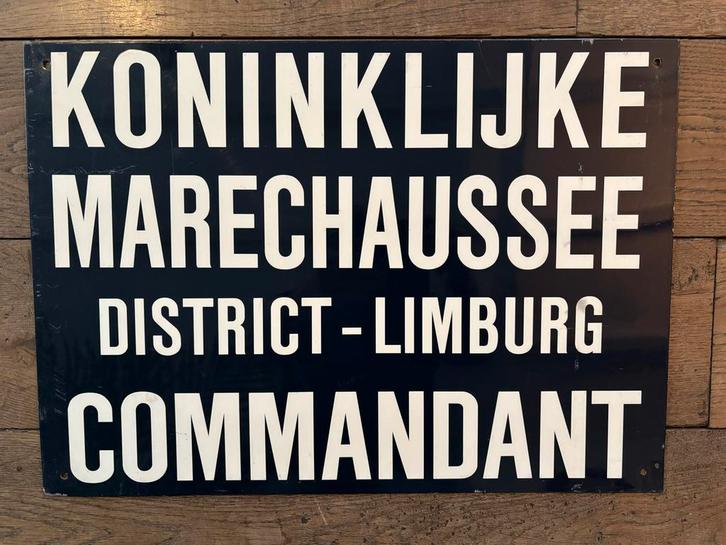 KONINKLIJKE
MARECHAUSSEE
DISTRICT - LIMBURG
COMMANDANT